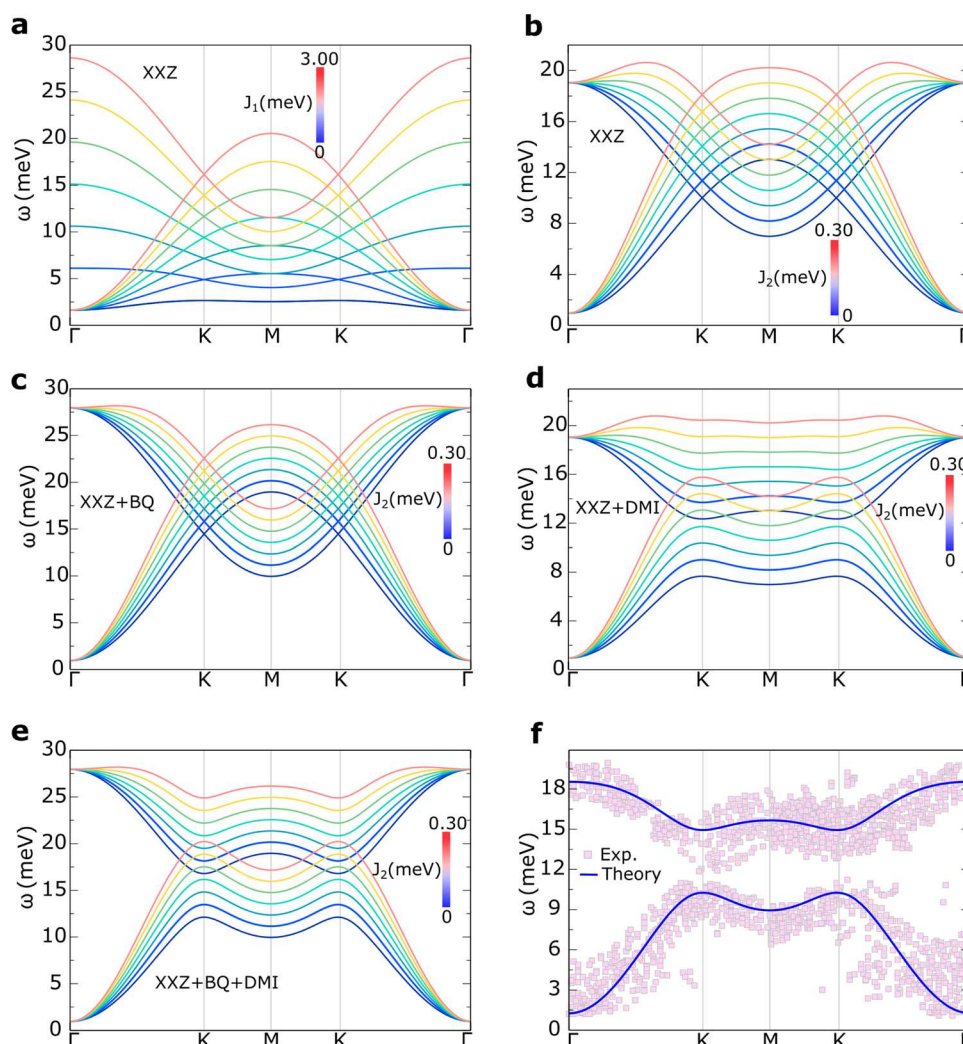 a
30
25
20
15
10
5
0
ω (meV)
XXZ
3.00
J1(meV)
0
Γ K M K Γ
b
20
16
12
8
4
0
ω (meV)
XXZ
0.30
J2(meV)
0
Γ K M K Γ
c
30
25
20
15
10
5
0
ω (meV)
XXZ+BQ
0.30
J2(meV)
0
Γ K M K Γ
d
20
16
12
8
4
0
ω (meV)
XXZ+DMI
0.30
J2(meV)
0
Γ K M K
e
30
25
20
15
10
5
0
ω (meV)
XXZ+BQ+DMI
0.30
J2(meV)
0
Γ K M K Γ
f
18
15
12
9
6
3
0
ω (meV)
Exp.
Theory
Γ K M K